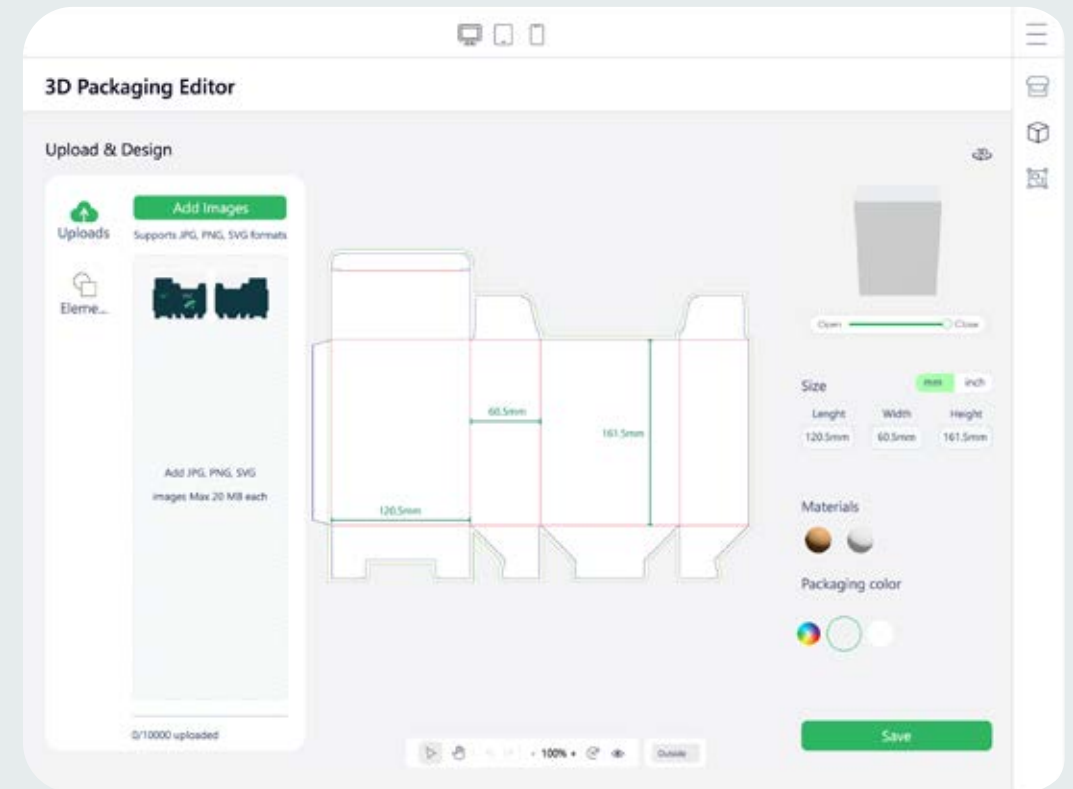 3D Packaging Editor
Upload & Design
Uploads
Eleme...
Add Images
Supports JPG, PNG, SVG formats
Add JPG, PNG, SVG
images Max 20 MB each
0/10000 uploaded
60.5mm
161.5mm
120.5mm
- 100% +
Outside
Open
Close
Size
mm inch
Lenght Width Height
120.5mm 60.5mm 161.5mm
Materials
Packaging color
Save